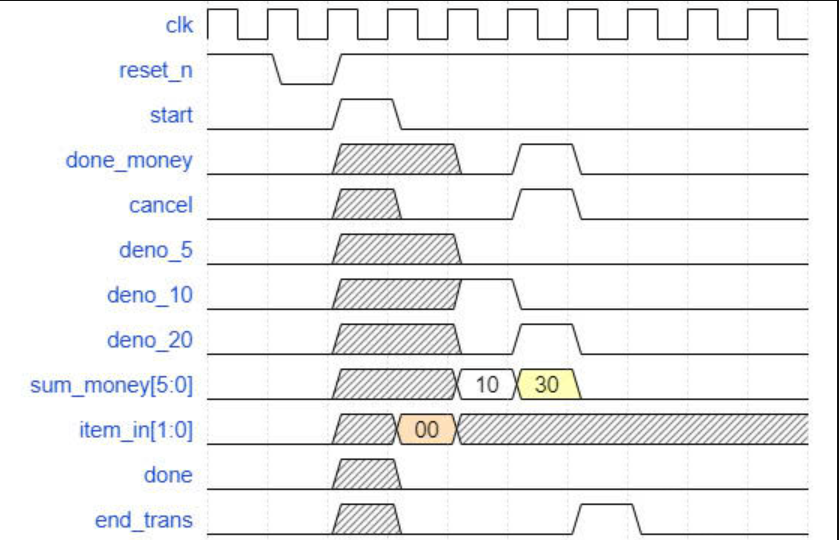 clk
reset_n
start
done_money
cancel
deno_5
deno_10
deno_20
sum_money[5:0] 10 30
item_in[1:0] 00
done
end_trans